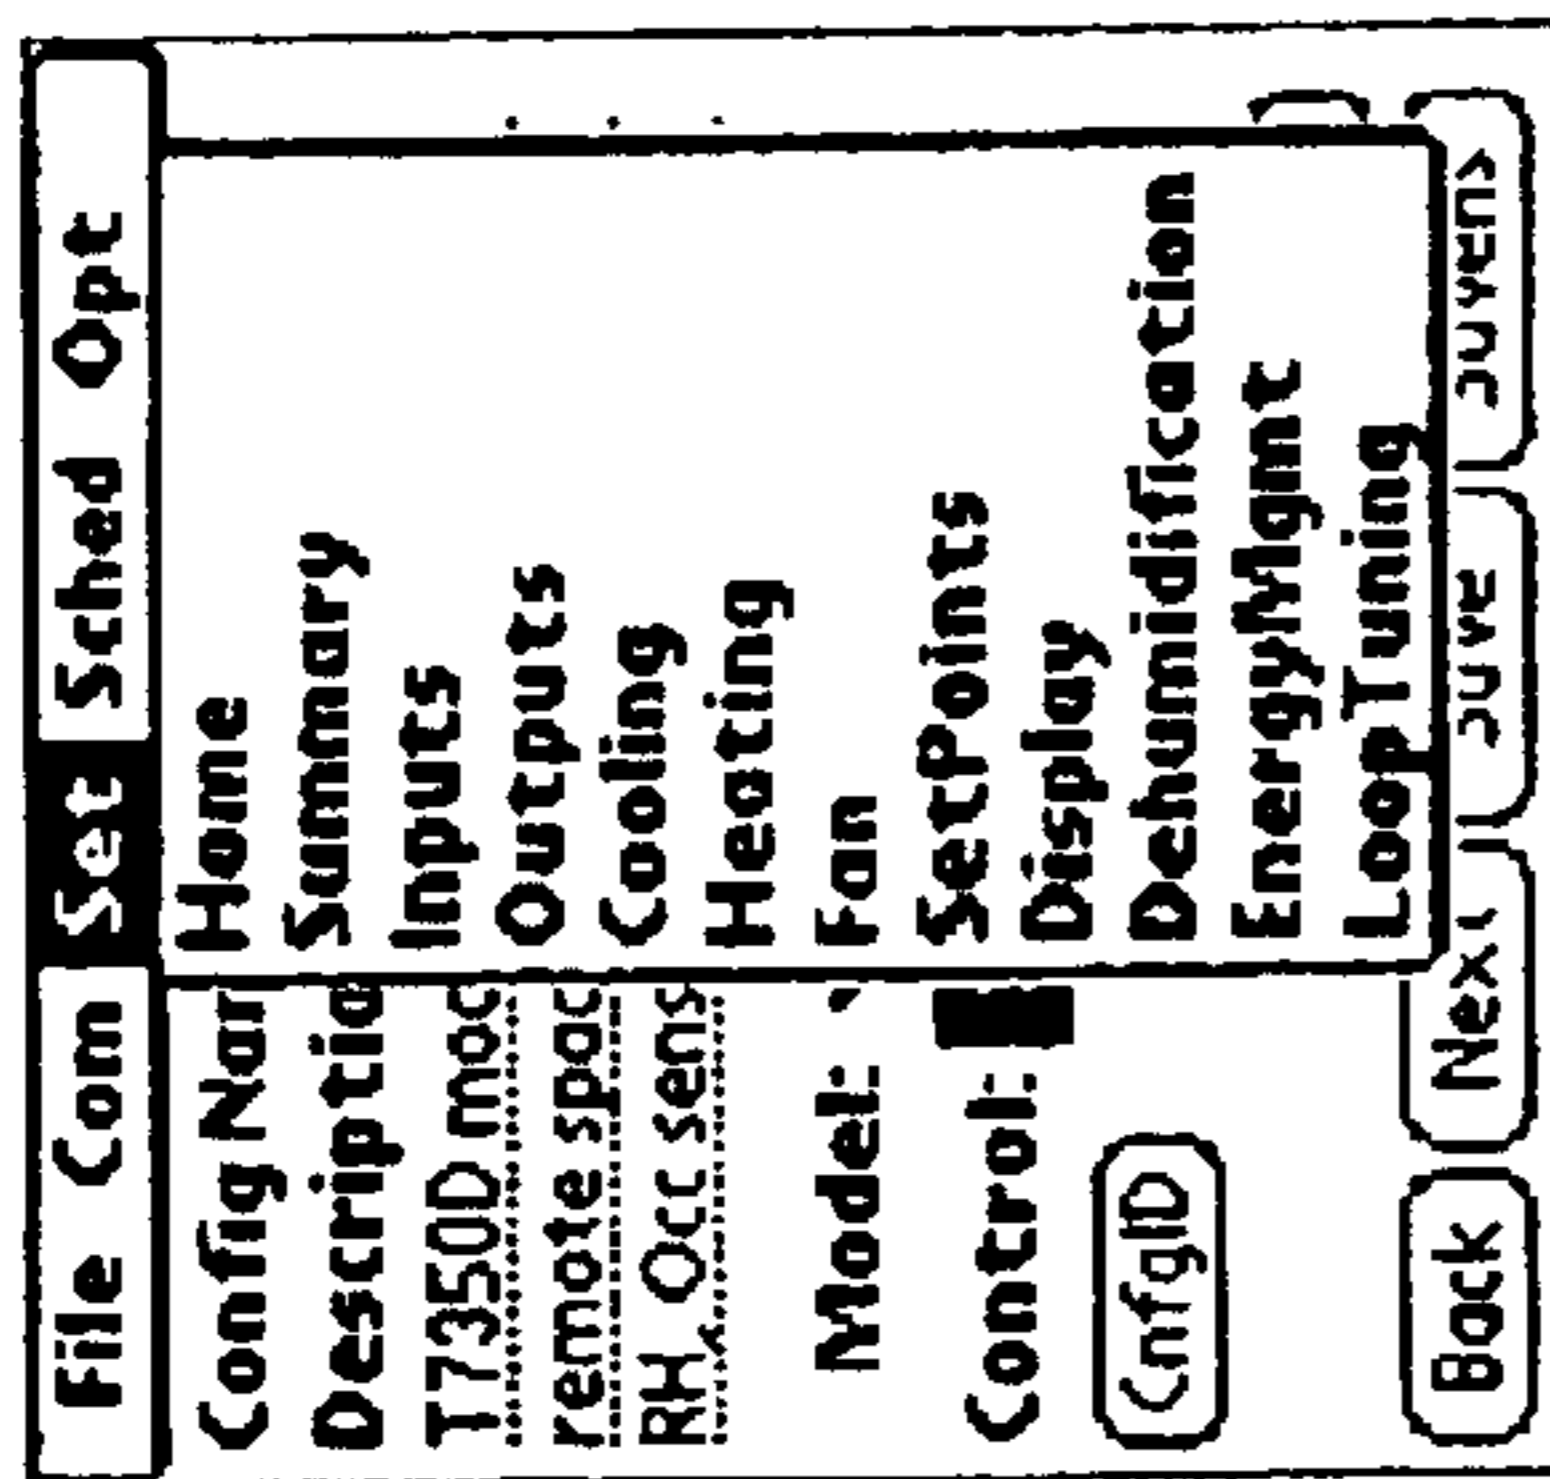 File Com Set Sched Opt
Config Nar
Descriptio
T7350D moc
remote spac
RH, Occ sens
Model:
Control:
CnfgID
Home
Summary
Inputs
Outputs
Cooling
Heating
Fan
SetPoints
Display
Dehumidification
EnergyMgmt
LoopTuning
Back Next